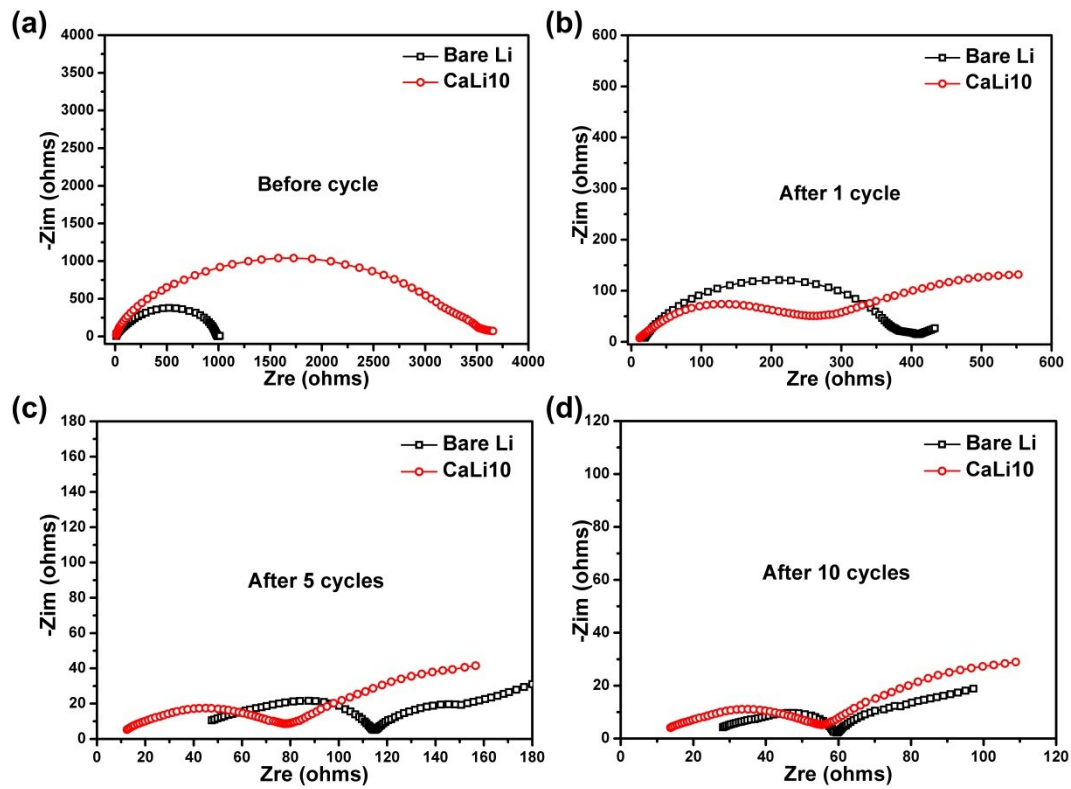 (a)
4000
3500
3000
2500
2000
1500
1000
500
0
-Zim (ohms)
Bare Li
CaLi10
Before cycle
0 500 1000 1500 2000 2500 3000 3500 4000
Zre (ohms)
(b)
600
500
400
300
200
100
0
-Zim (ohms)
Bare Li
CaLi10
After 1 cycle
0 100 200 300 400 500 600
Zre (ohms)
(c)
180
160
140
120
100
80
60
40
20
0
-Zim (ohms)
Bare Li
CaLi10
After 5 cycles
0 20 40 60 80 100 120 140 160 180
Zre (ohms)
(d)
120
100
80
60
40
20
0
-Zim (ohms)
Bare Li
CaLi10
After 10 cycles
0 20 40 60 80 100 120
Zre (ohms)